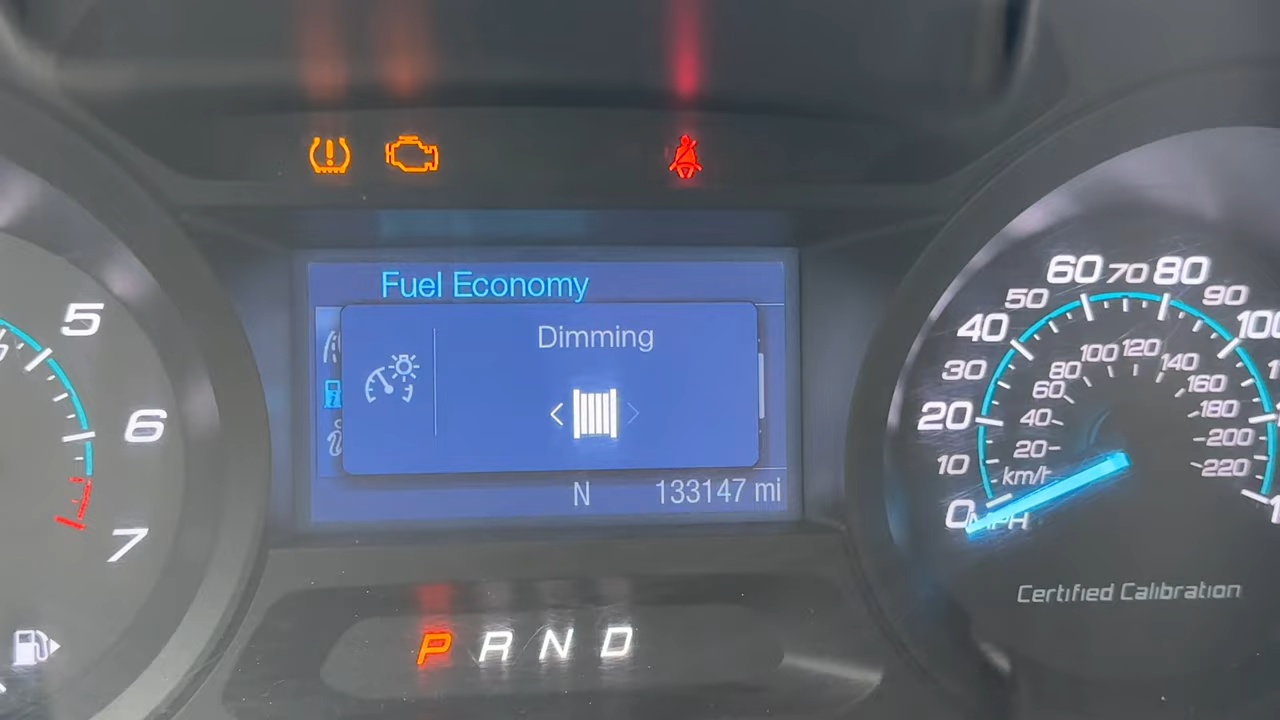 Fuel Economy
Dimming
N
133147 mi
5
6
7
P R N D
60 70 80
50
90
40
100
30
20
10
0
MPH
100 120
80
140
60
160
40
180
20
200
km/h
220
Certified Calibration